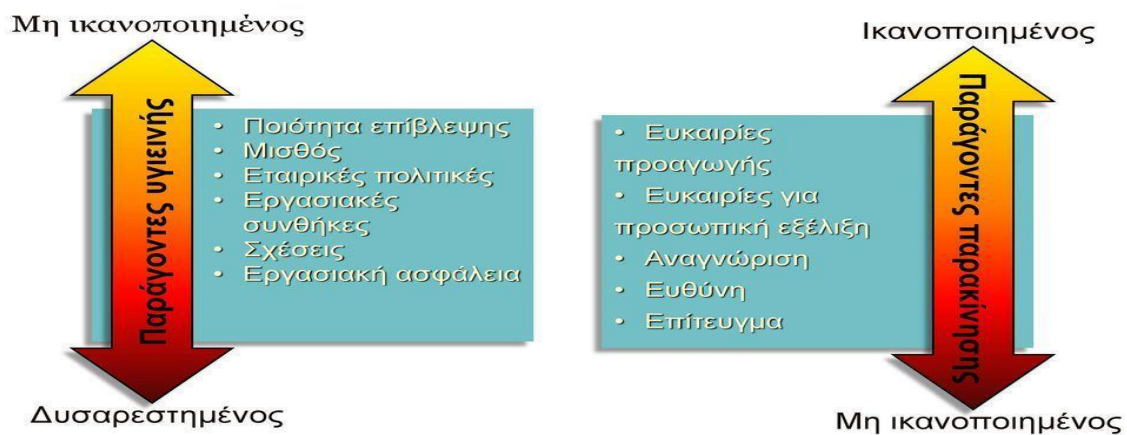 Μη ικανοποιημένος
Παράγοντες υγιεινής
• Ποιότητα επίβλεψης
• Μισθός
• Εταιρικές πολιτικές
• Εργασιακές
συνθήκες
• Σχέσεις
• Εργασιακή ασφάλεια
Δυσαρεστημένος
Ικανοποιημένος
• Ευκαιρίες
προαγωγής
• Ευκαιρίες για
προσωπική εξέλιξη
• Αναγνώριση
• Ευθύνη
• Επίτευγμα
Παράγοντες παρακίνησης
Μη ικανοποιημένος